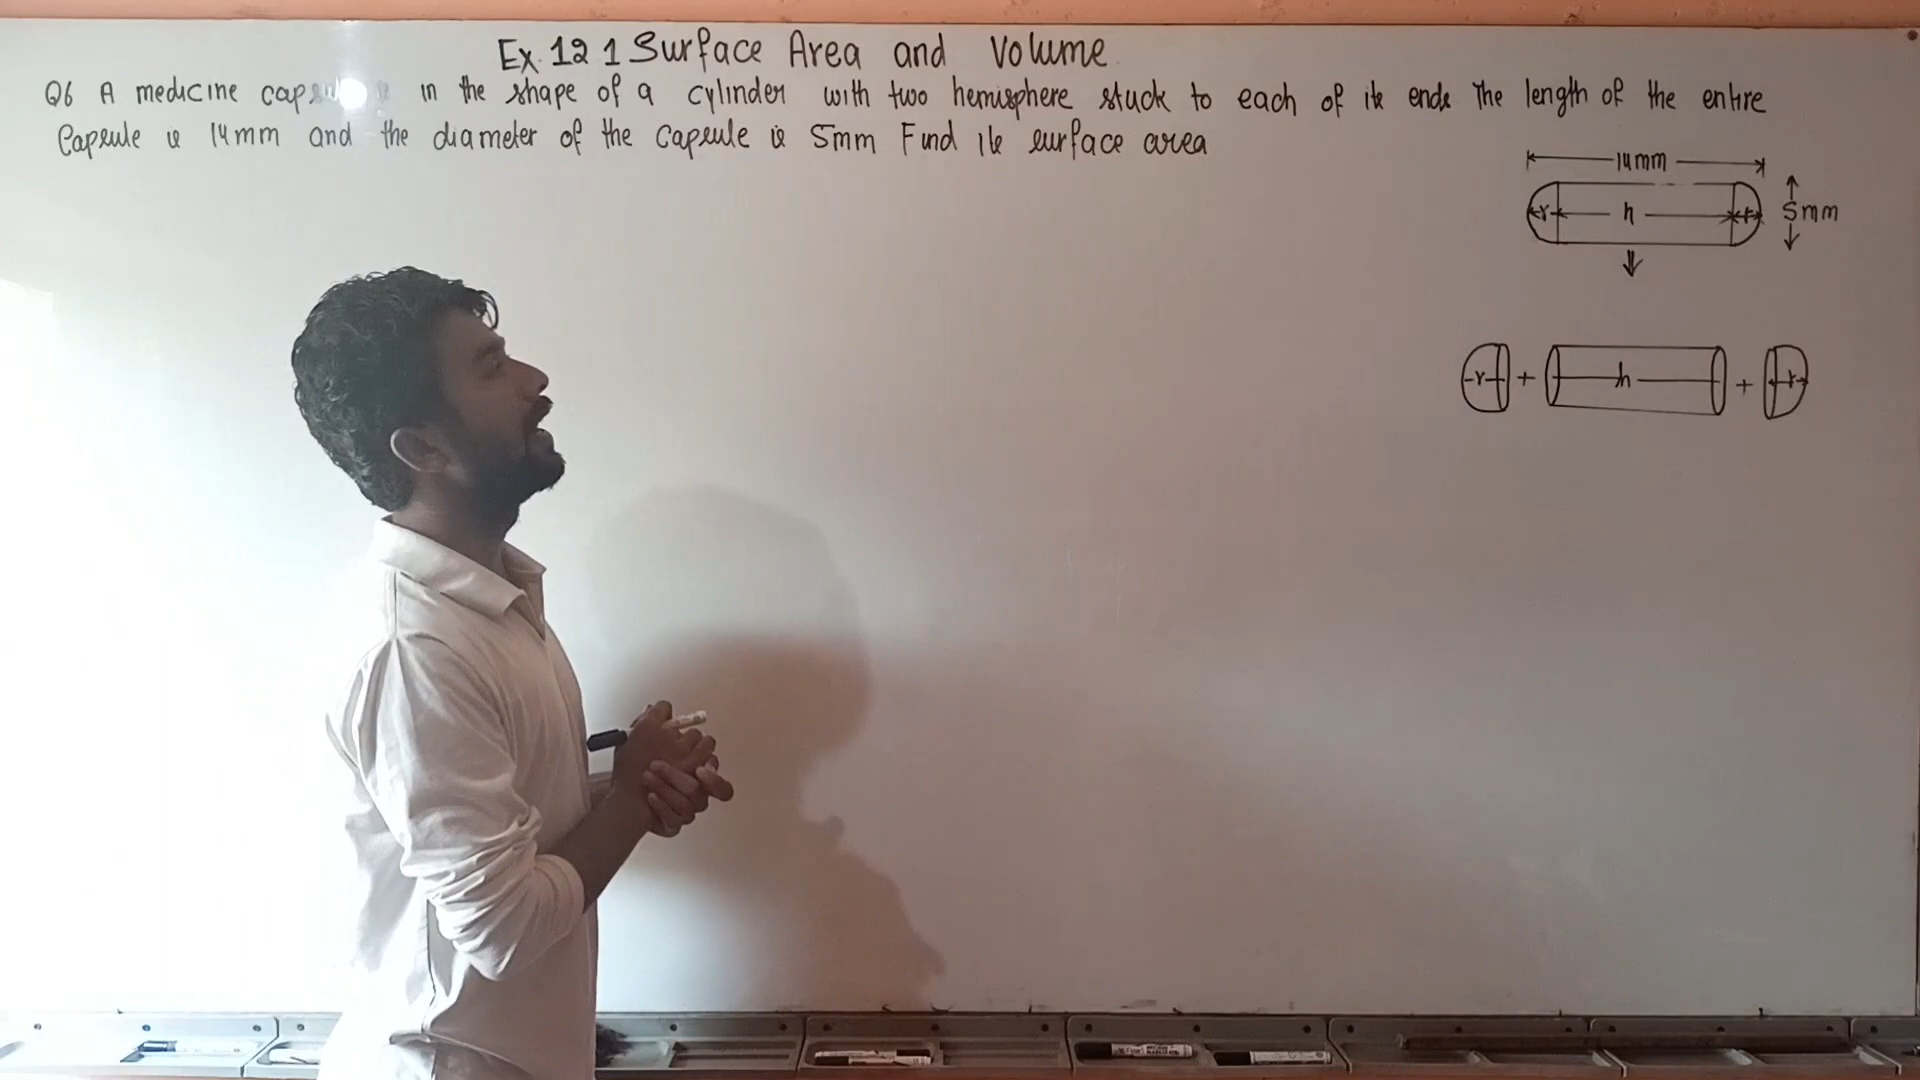 Ex. 12 1 Surface Area and Volume
Q6 A medicine in the shape of a cylinder with two hemisphere stuck to each of its ends The length of the entire
Capsule is 14mm and the diameter of the capsule is 5mm Find its surface area
14mm
r h r 5mm
r + h + r